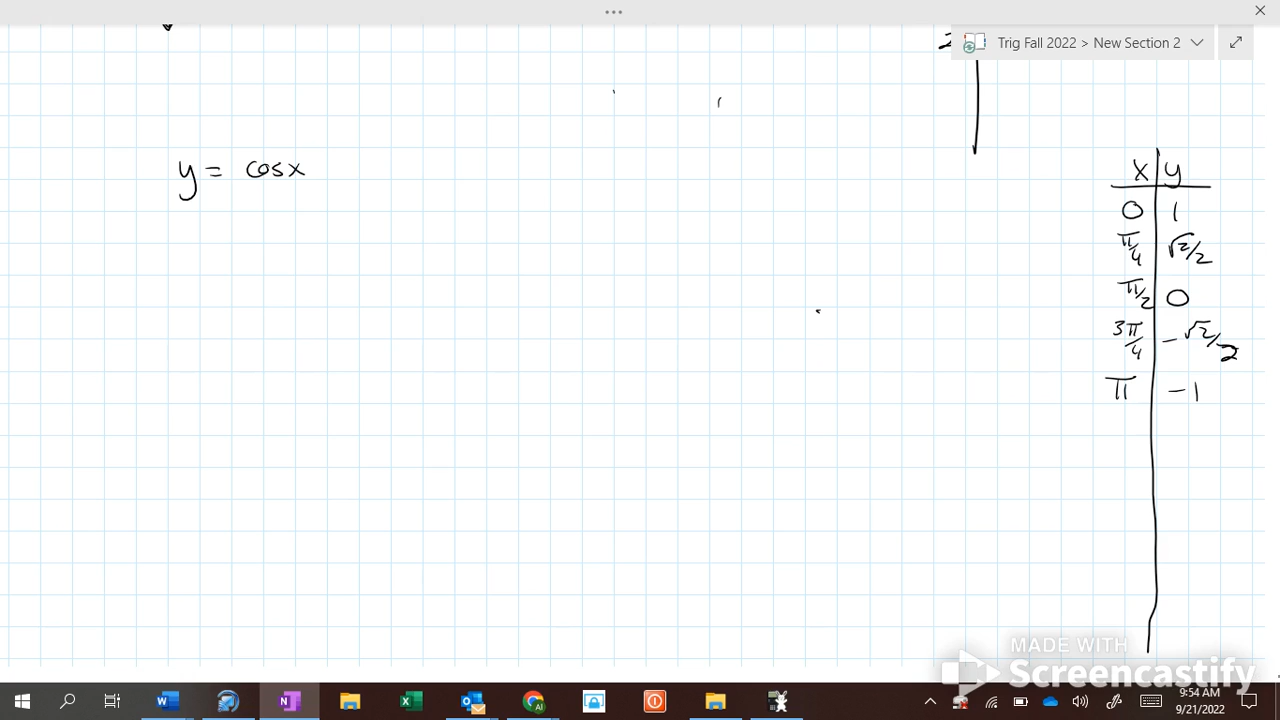 Trig Fall 2022 > New Section 2
y = cosx
x y
0 1
π/4 √2/2
π/2 0
3π/4 -√2/2
π -1
MADE WITH
Screencastify
9:54 AM
9/21/2022